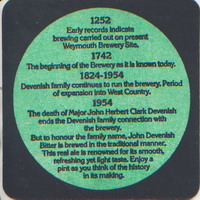 1252
Early records indicate
brewing carried out on present
Weymouth Brewery Site.
1742
The beginning of the Brewery as it is known today.
1824-1954
Devenish family continues to run the brewery. Period
of expansion into West Country.
1954
The death of Major John Herbert Clark Devenish
ends the Devenish family connection with
the brewery.
But to honour the family name, John Devenish
Bitter is brewed in the traditional manner.
This real ale is renowned for its smooth,
refreshing yet light taste. Enjoy a
pint as you think of the history
in its making.